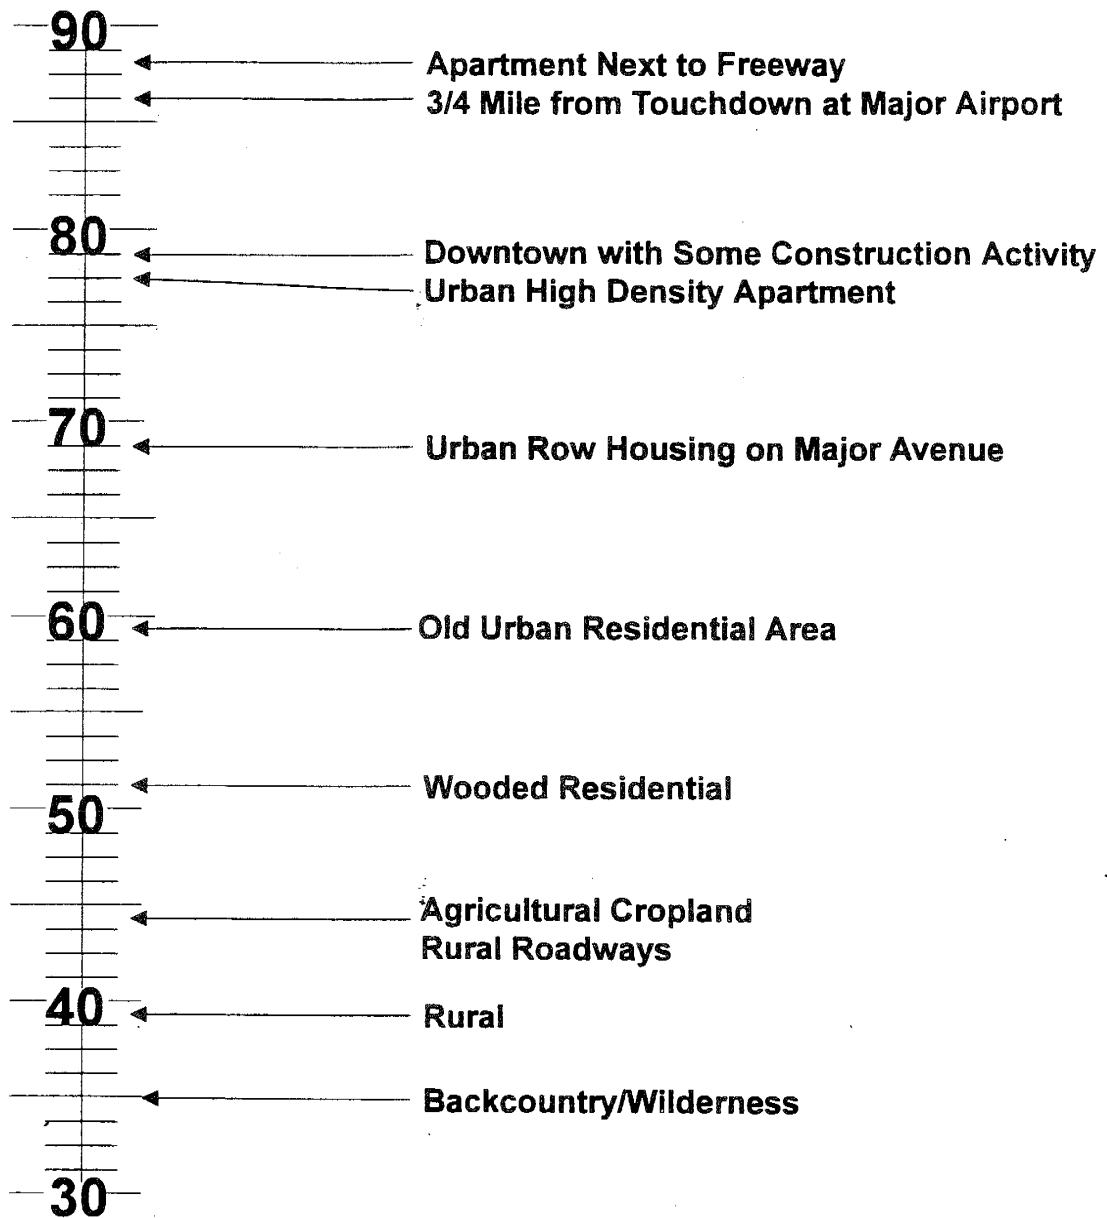 90
Apartment Next to Freeway
3/4 Mile from Touchdown at Major Airport
80
Downtown with Some Construction Activity
Urban High Density Apartment
70
Urban Row Housing on Major Avenue
60
Old Urban Residential Area
Wooded Residential
50
Agricultural Cropland
Rural Roadways
40
Rural
Backcountry/Wilderness
30